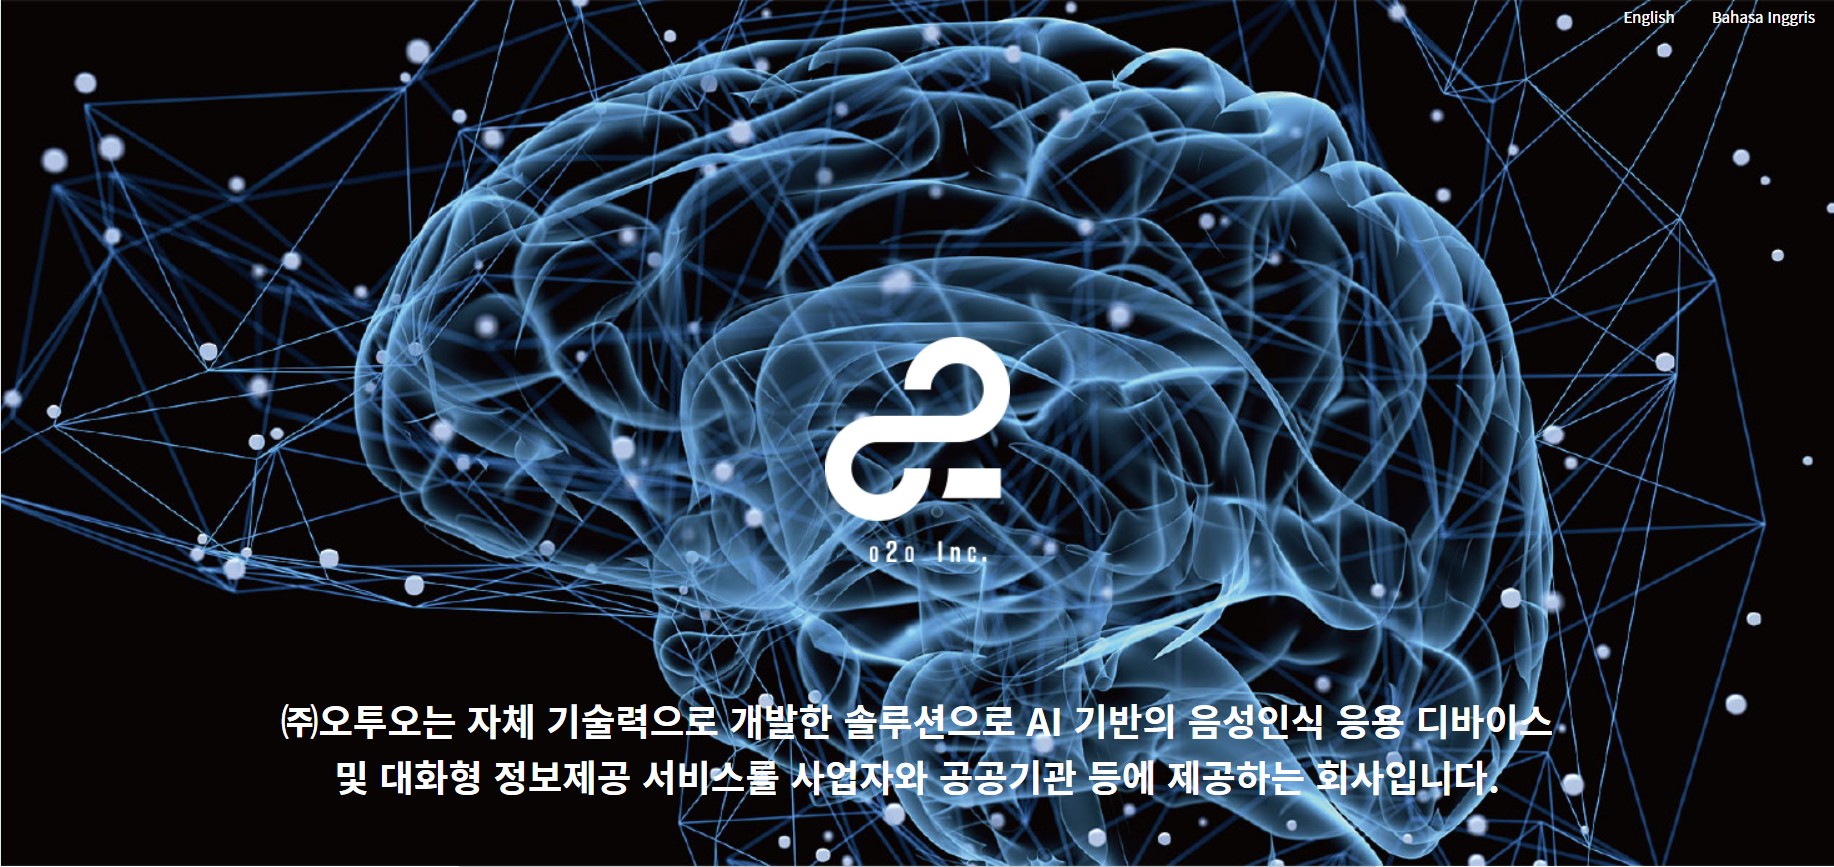 English Bahasa Inggris
o2o Inc.
㈜오투오는 자체 기술력으로 개발한 솔루션으로 AI 기반의 음성인식 응용 디바이스
및 대화형 정보제공 서비스를 사업자와 공공기관 등에 제공하는 회사입니다.